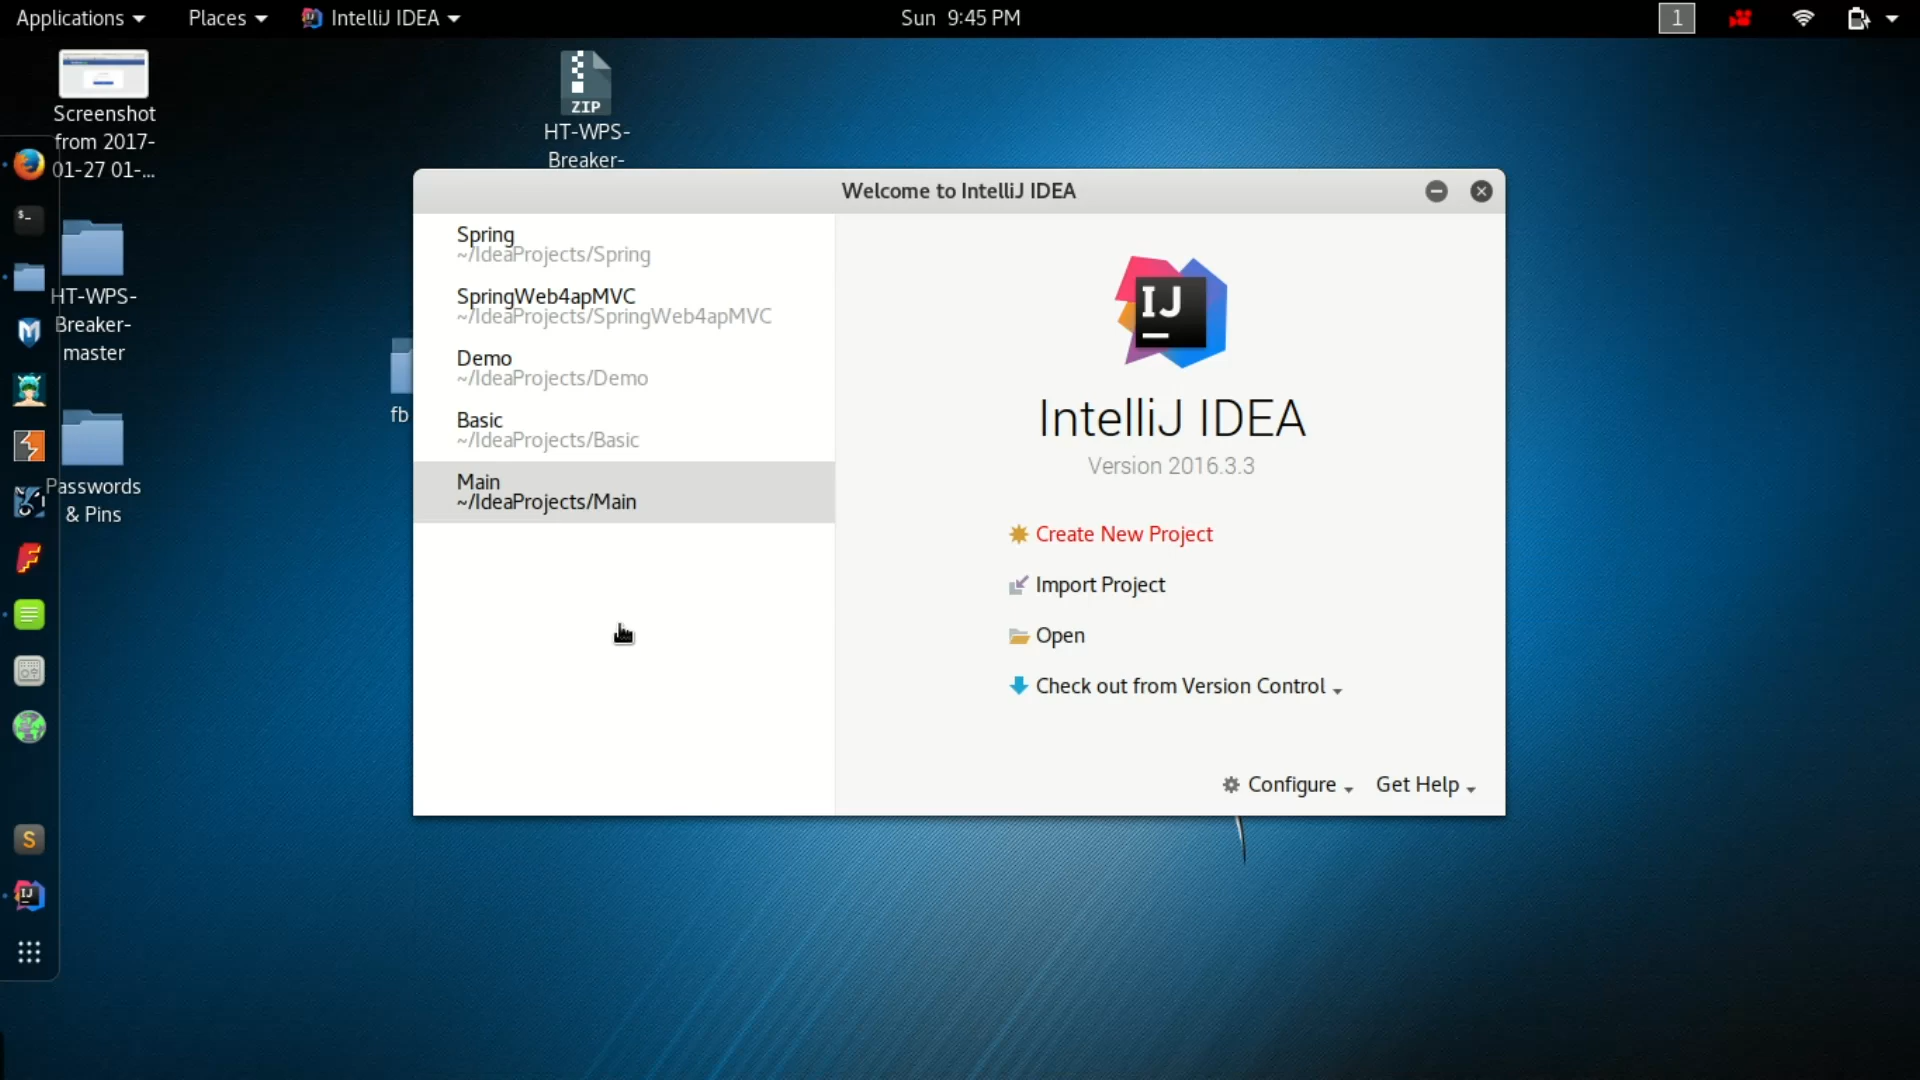 Applications
Places
IntelliJ IDEA
Sun 9:45 PM
1
Screenshot
from 2017-
01-27 01-...
ZIP
HT-WPS-
Breaker-
$_
HT-WPS-
Breaker-
master
fb
Passwords
& Pins
S
IJ
Welcome to IntelliJ IDEA
Spring
~/IdeaProjects/Spring
SpringWeb4apMVC
~/IdeaProjects/SpringWeb4apMVC
Demo
~/IdeaProjects/Demo
Basic
~/IdeaProjects/Basic
Main
~/IdeaProjects/Main
IJ
IntelliJ IDEA
Version 2016.3.3
Create New Project
Import Project
Open
Check out from Version Control
Configure
Get Help